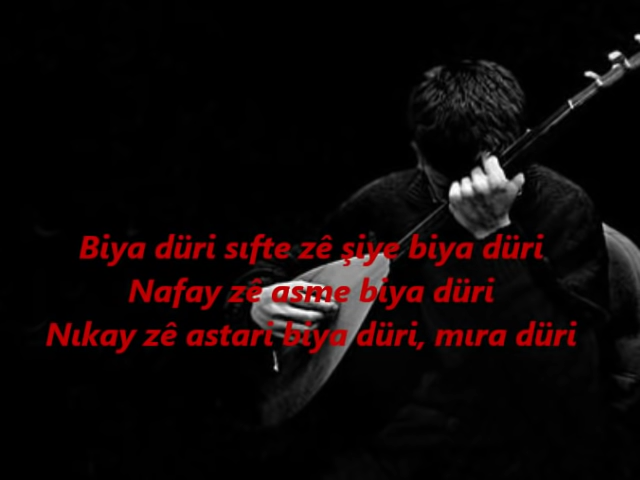 Biya düri sıfte zê şiye biya düri
Nafay zê asme biya düri
Nıkay zê astari biya düri, mıra düri